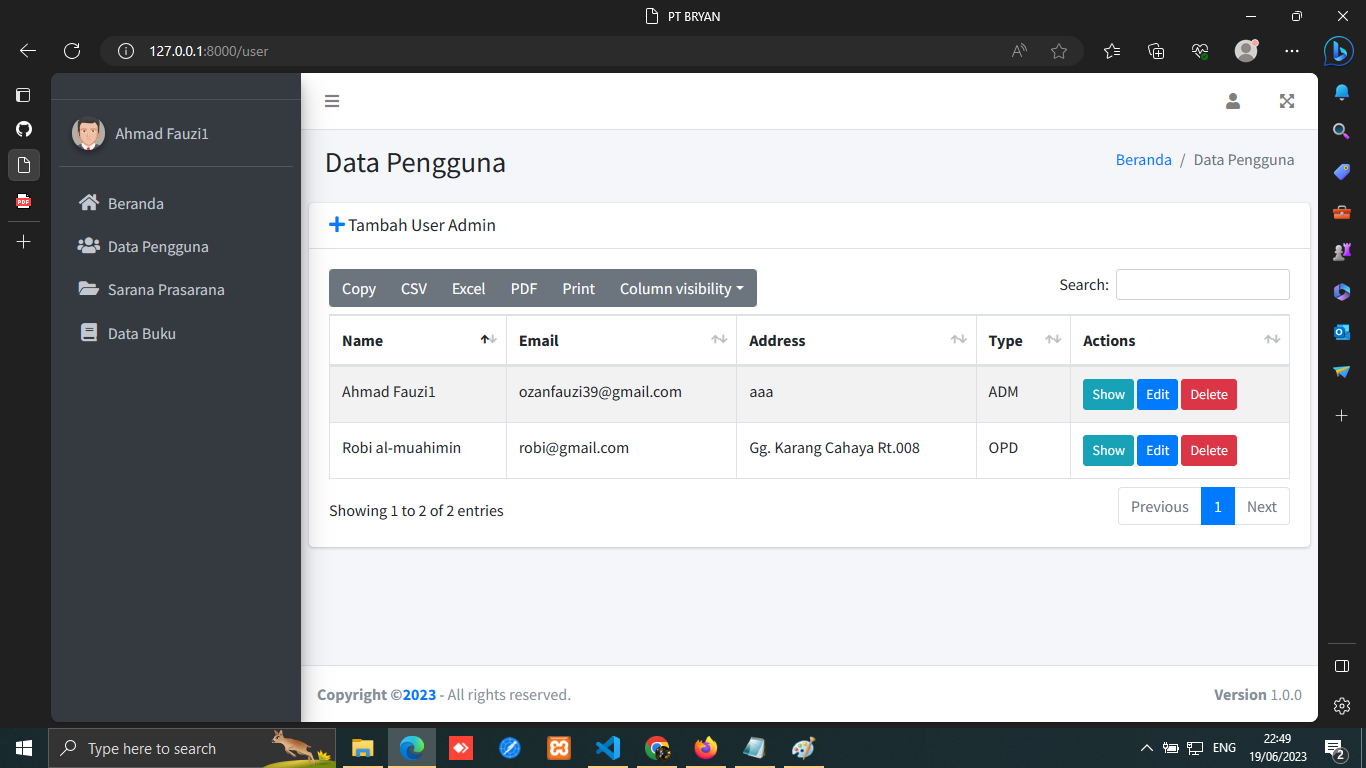 PT BRYAN
127.0.0.1:8000/user
Ahmad Fauzi1
Beranda
Data Pengguna
Sarana Prasarana
Data Buku
Data Pengguna
Beranda / Data Pengguna
Tambah User Admin
Copy CSV Excel PDF Print Column visibility
Search:
Name Email Address Type Actions
Ahmad Fauzi1 ozanfauzi39@gmail.com aaa ADM Show Edit Delete
Robi al-muahimin robi@gmail.com Gg. Karang Cahaya Rt.008 OPD Show Edit Delete
Showing 1 to 2 of 2 entries
Previous 1 Next
Copyright ©2023 - All rights reserved.
Version 1.0.0
Type here to search
ENG
22:49
19/06/2023
2